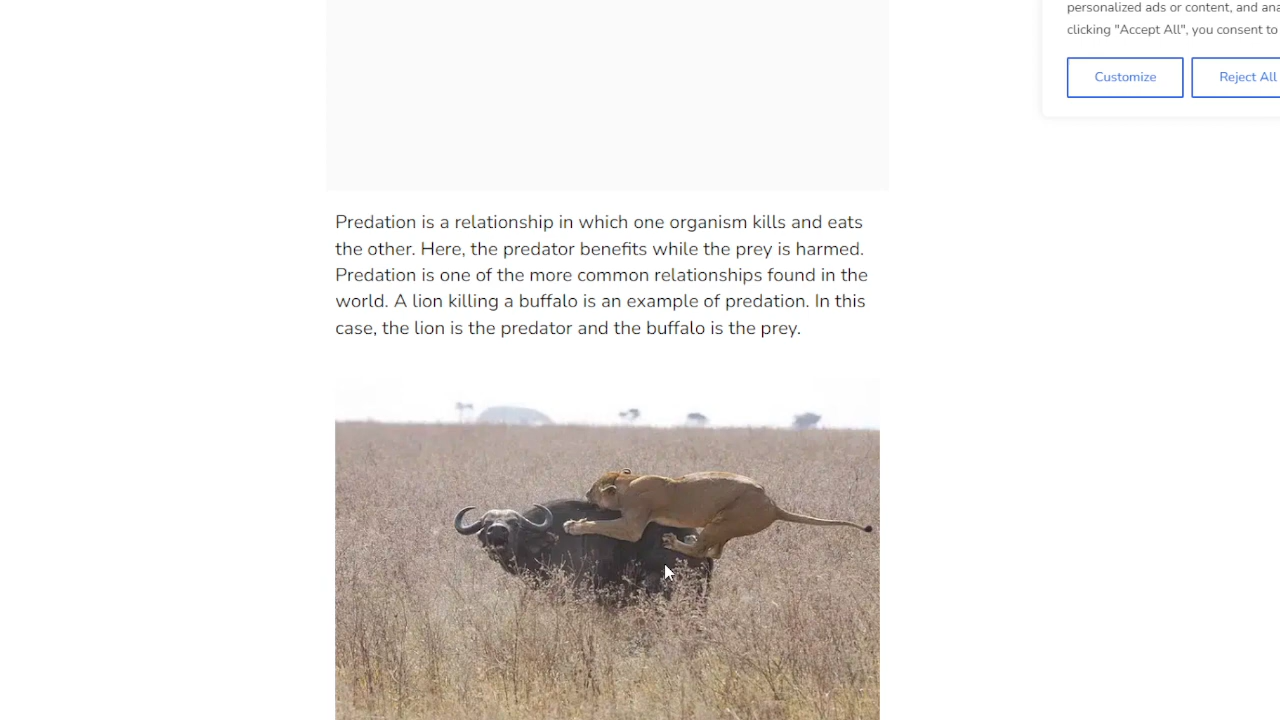 personalized ads or content, and ana
clicking "Accept All", you consent to
Customize
Reject All
Predation is a relationship in which one organism kills and eats
the other. Here, the predator benefits while the prey is harmed.
Predation is one of the more common relationships found in the
world. A lion killing a buffalo is an example of predation. In this
case, the lion is the predator and the buffalo is the prey.